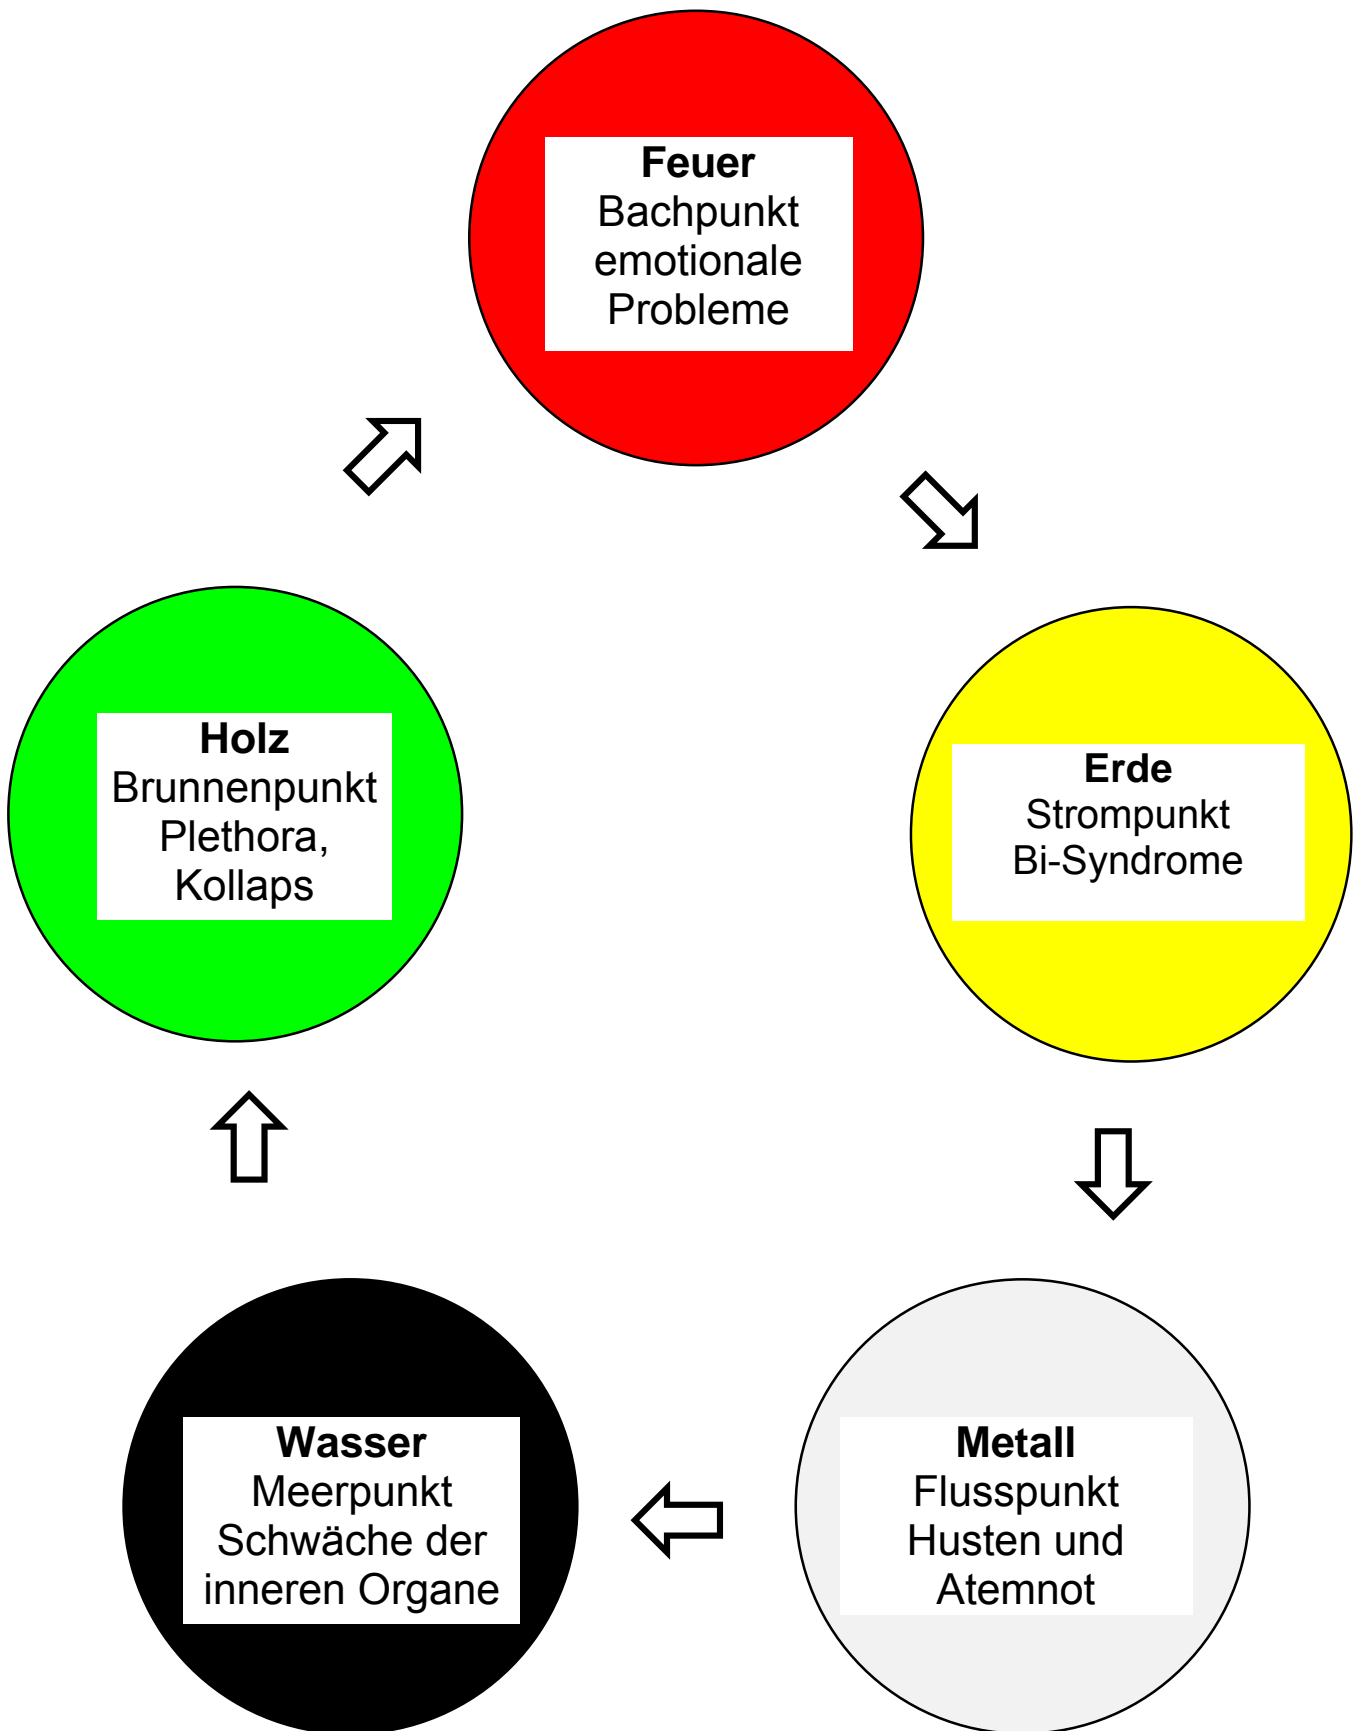 Feuer
Bachpunkt
emotionale
Probleme
Holz
Brunnenpunkt
Plethora,
Kollaps
Erde
Strompunkt
Bi-Syndrome
Wasser
Meerpunkt
Schwäche der
inneren Organe
Metall
Flusspunkt
Husten und
Atemnot